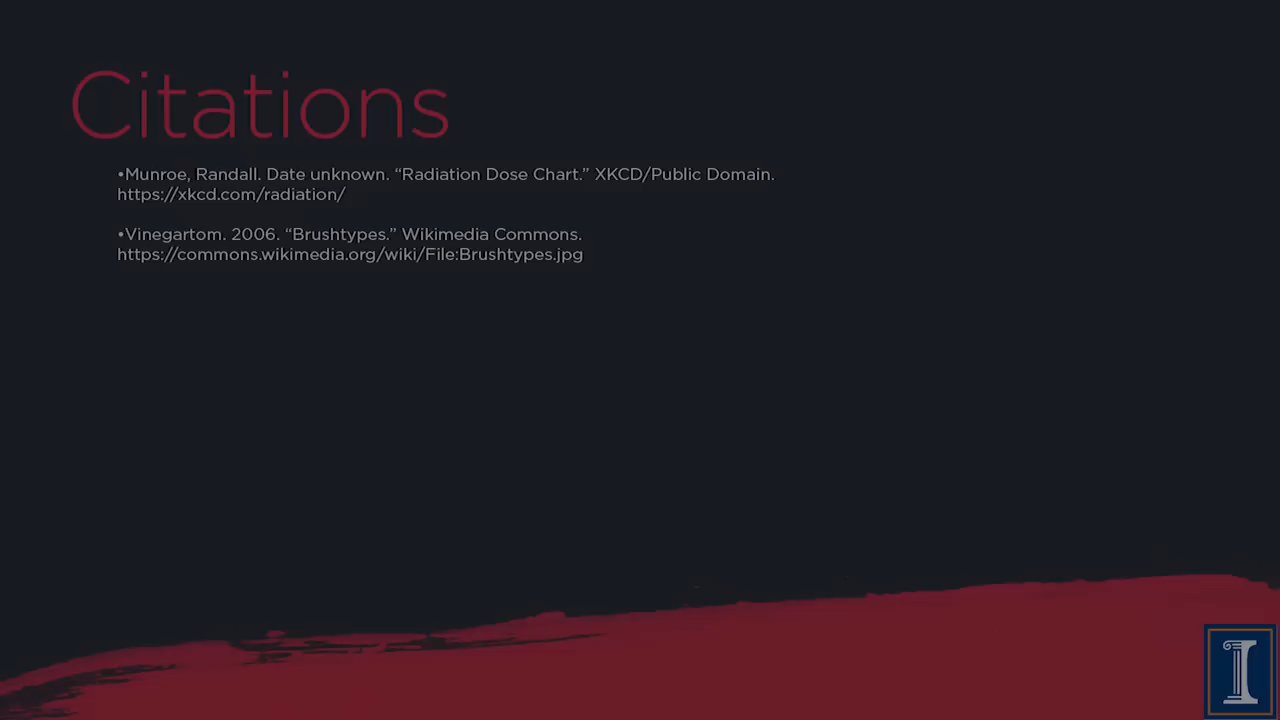 Citations
•Munroe, Randall. Date unknown. “Radiation Dose Chart.” XKCD/Public Domain.
https://xkcd.com/radiation/
•Vinegartom. 2006. “Brushtypes.” Wikimedia Commons.
https://commons.wikimedia.org/wiki/File:Brushtypes.jpg
I